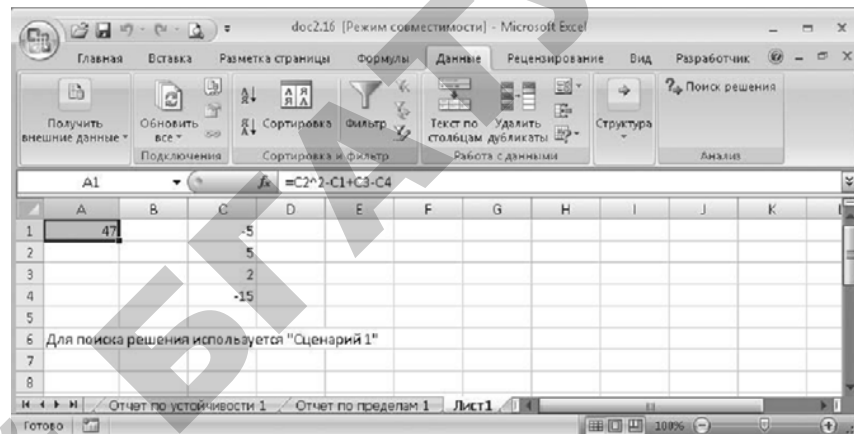 doc2.16 [Режим совместимости] - Microsoft Excel
Главная Вставка Разметка страницы Формулы Данные Рецензирование Вид Разработчик
Получить внешние данные
Обновить все
Подключения
Сортировка
Фильтр
Сортировка и фильтр
Текст по столбцам
Удалить дубликаты
Работа с данными
Структура
Поиск решения
Анализ
A1 fx =C2^2-C1+C3-C4
A B C D E F G H I J K
1 47 -5
2 5
3 2
4 -15
5
6 Для поиска решения используется "Сценарий 1"
7
8
Отчет по устойчивости 1 Отчет по пределам 1 Лист1
Готово 100%
БГАТУ